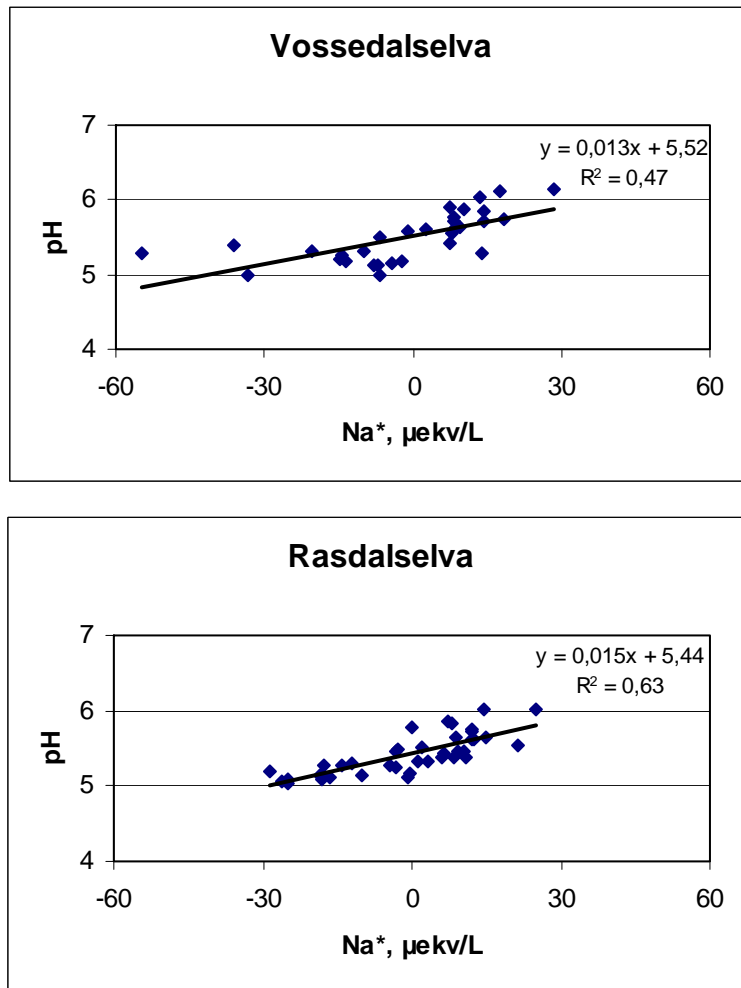 Vossedalselva
y = 0,013x + 5,52
R² = 0,47
7
6
5
4
-60 -30 0 30 60
pH
Na*, µekv/L
Rasdalselva
y = 0,015x + 5,44
R² = 0,63
7
6
5
4
-60 -30 0 30 60
pH
Na*, µekv/L